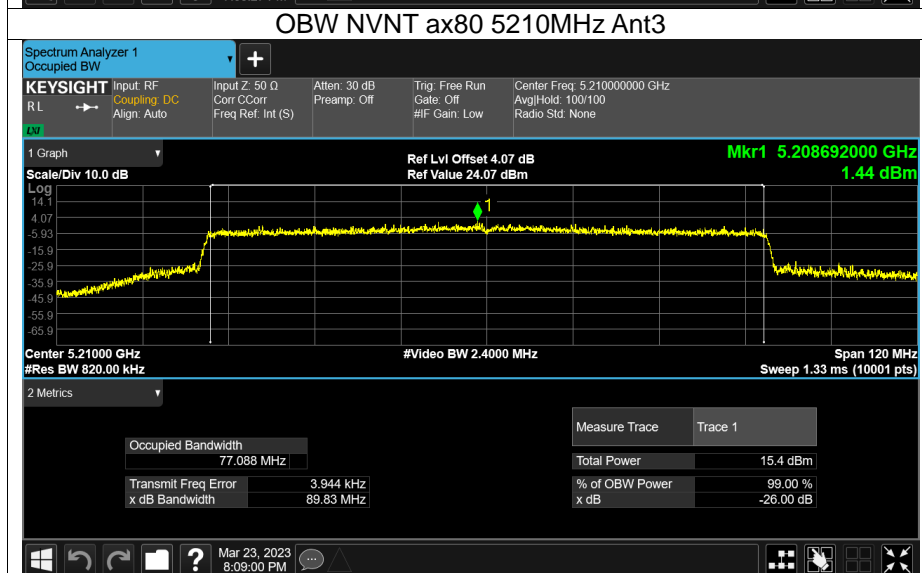 OBW NVNT ax80 5210MHz Ant3
Spectrum Analyzer 1
Occupied BW
+
KEYSIGHT
R L
LXI
Input: RF
Coupling: DC
Align: Auto
Input Z: 50 Ω
Corr CCorr
Freq Ref: Int (S)
Atten: 30 dB
Preamp: Off
Trig: Free Run
Gate: Off
#IF Gain: Low
Center Freq: 5.210000000 GHz
Avg|Hold: 100/100
Radio Std: None
1 Graph
Scale/Div 10.0 dB
Ref Lvl Offset 4.07 dB
Ref Value 24.07 dBm
Mkr1 5.208692000 GHz
1.44 dBm
Log
14.1
4.07
-5.93
-15.9
-25.9
-35.9
-45.9
-55.9
-65.9
1
Center 5.21000 GHz
#Res BW 820.00 kHz
#Video BW 2.4000 MHz
Span 120 MHz
Sweep 1.33 ms (10001 pts)
2 Metrics
Occupied Bandwidth
77.088 MHz
Transmit Freq Error 3.944 kHz
x dB Bandwidth 89.83 MHz
Measure Trace Trace 1
Total Power 15.4 dBm
% of OBW Power 99.00 %
x dB -26.00 dB
?
Mar 23, 2023
8:09:00 PM